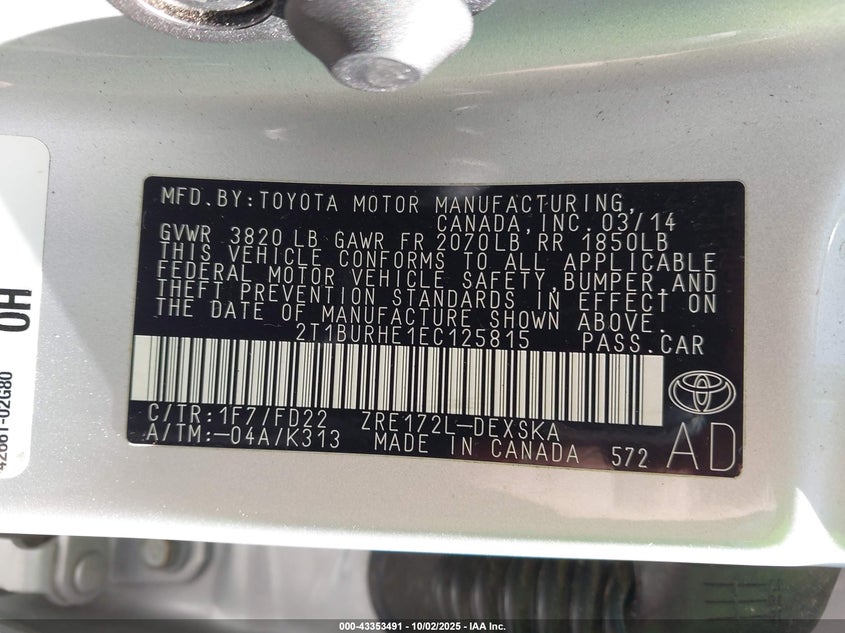 MFD.BY:TOYOTA MOTOR MANUFACTURING,
CANADA,INC. 03/14
GVWR 3820 LB GAWR FR 2070LB RR 1850LB
THIS VEHICLE CONFORMS TO ALL APPLICABLE
FEDERAL MOTOR VEHICLE SAFETY,BUMPER,AND
THEFT PREVENTION STANDARDS IN EFFECT ON
THE DATE OF MANUFACTURE SHOWN ABOVE.
2T1BURHE1EC125815 PASS.CAR
C/TR:1F7/FD22 ZRE172L-DEXSKA
A/TM:-04A/K313 MADE IN CANADA 572 AD
0H
42661-02G80
000-43353491 - 10/02/2025 - IAA Inc.